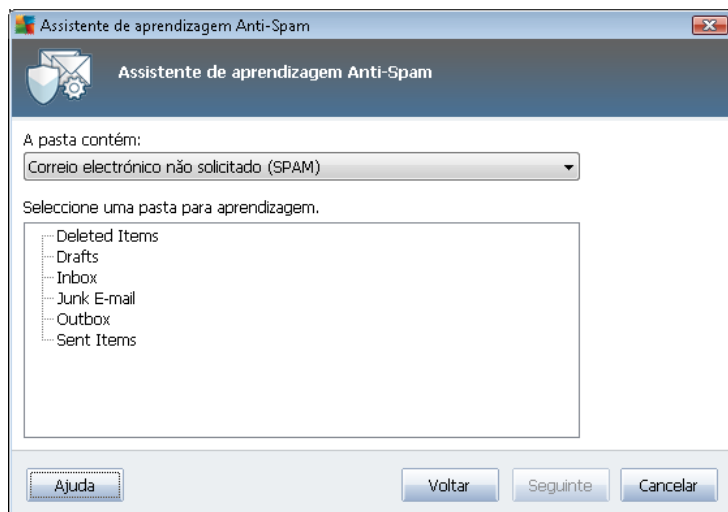 Assistente de aprendizagem Anti-Spam
Assistente de aprendizagem Anti-Spam
A pasta contém:
Correio electrónico não solicitado (SPAM)
Seleccione uma pasta para aprendizagem.
Deleted Items
Drafts
Inbox
Junk E-mail
Outbox
Sent Items
Ajuda Voltar Seguinte Cancelar